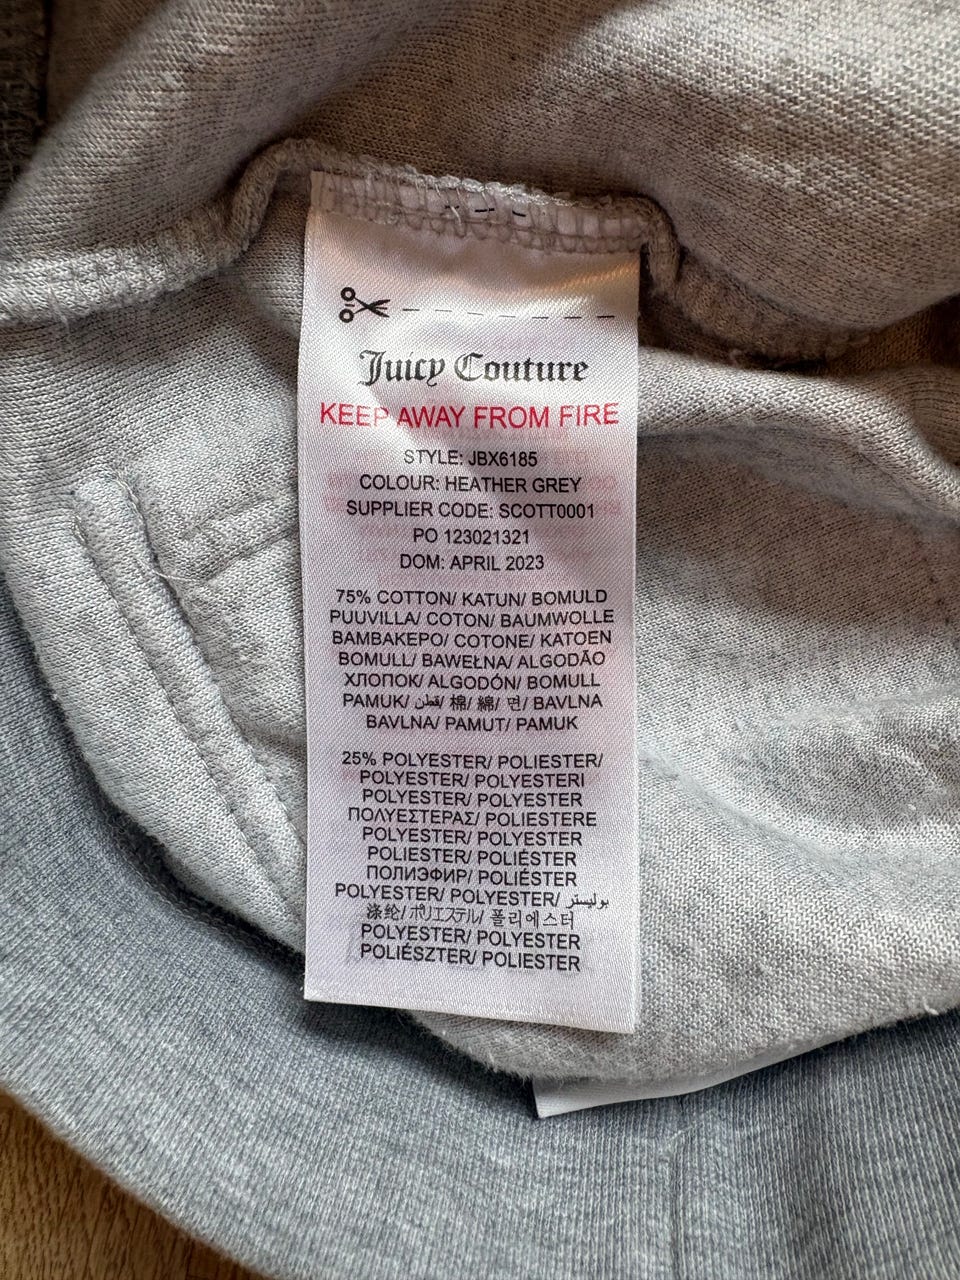 Juicy Couture
KEEP AWAY FROM FIRE
STYLE: JBX6185
COLOUR: HEATHER GREY
SUPPLIER CODE: SCOTT0001
PO 123021321
DOM: APRIL 2023
75% COTTON/ KATUN/ BOMULD
PUUVILLA/ COTON/ BAUMWOLLE
ΒΑΜΒΑΚΕΡΟ/ COTONE/ KATOEN
BOMULL/ BAWEŁNA/ ALGODÃO
ХЛОПОК/ ALGODÓN/ BOMULL
PAMUK/ قطن/ 棉/ 綿/ 면/ BAVLNA
BAVLNA/ PAMUT/ PAMUK
25% POLYESTER/ POLIESTER/
POLYESTER/ POLYESTERI
POLYESTER/ POLYESTER
ΠΟΛΥΕΣΤΕΡΑΣ/ POLIESTERE
POLYESTER/ POLYESTER
POLIESTER/ POLIÉSTER
ПОЛИЭФИР/ POLIÉSTER
POLYESTER/ POLYESTER/ بوليستر
涤纶/ ポリエステル/ 폴리에스터
POLYESTER/ POLYESTER
POLIÉSZTER/ POLIESTER